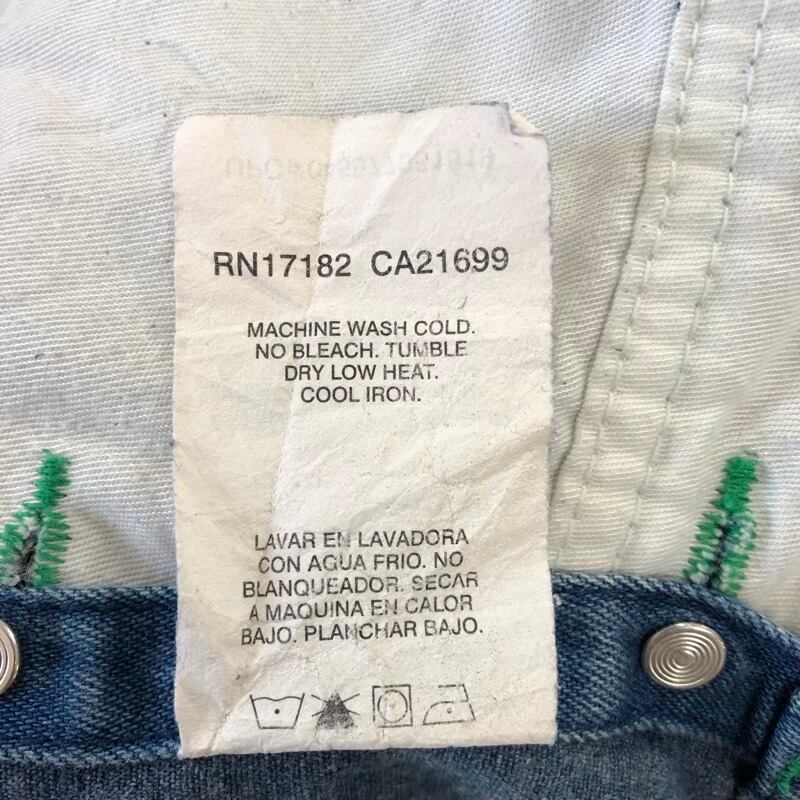 RN17182 CA21699
MACHINE WASH COLD.
NO BLEACH. TUMBLE
DRY LOW HEAT.
COOL IRON.
LAVAR EN LAVADORA
CON AGUA FRIO. NO
BLANQUEADOR. SECAR
A MAQUINA EN CALOR
BAJO. PLANCHAR BAJO.